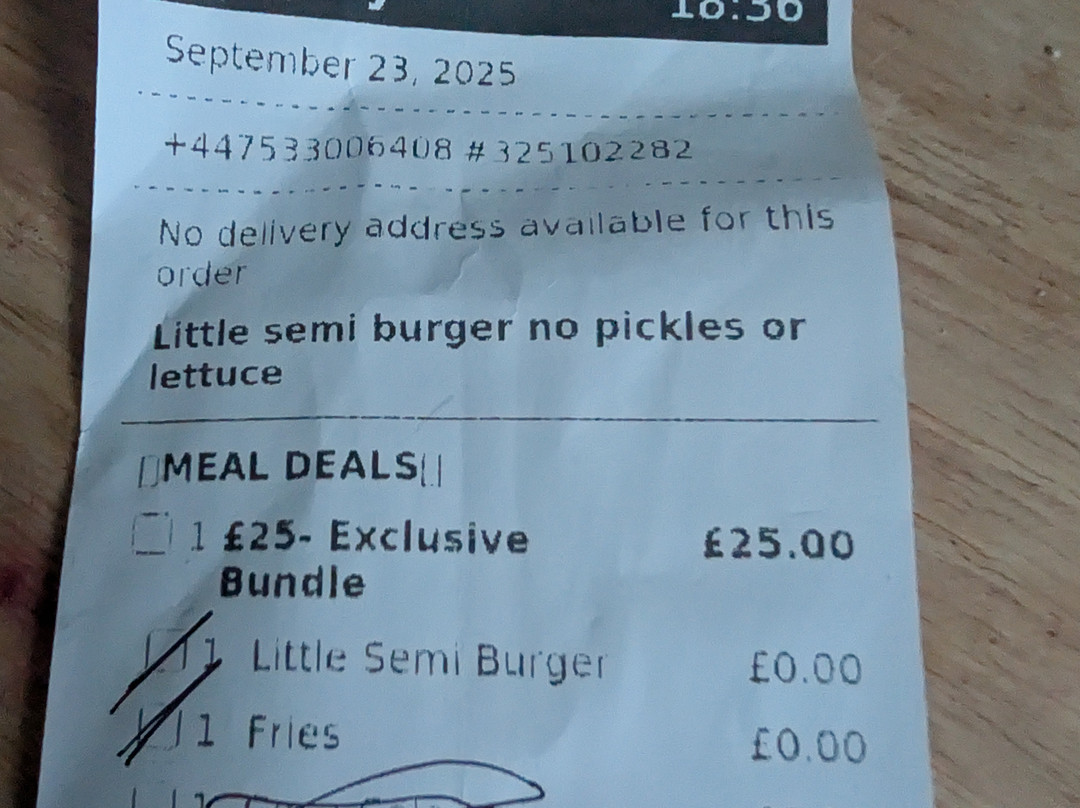 18:36
September 23, 2025
+447533006408 #325102282
No delivery address available for this
order
Little semi burger no pickles or
lettuce
MEAL DEALS
1 £25- Exclusive £25.00
Bundle
1 Little Semi Burger £0.00
1 Fries £0.00
1